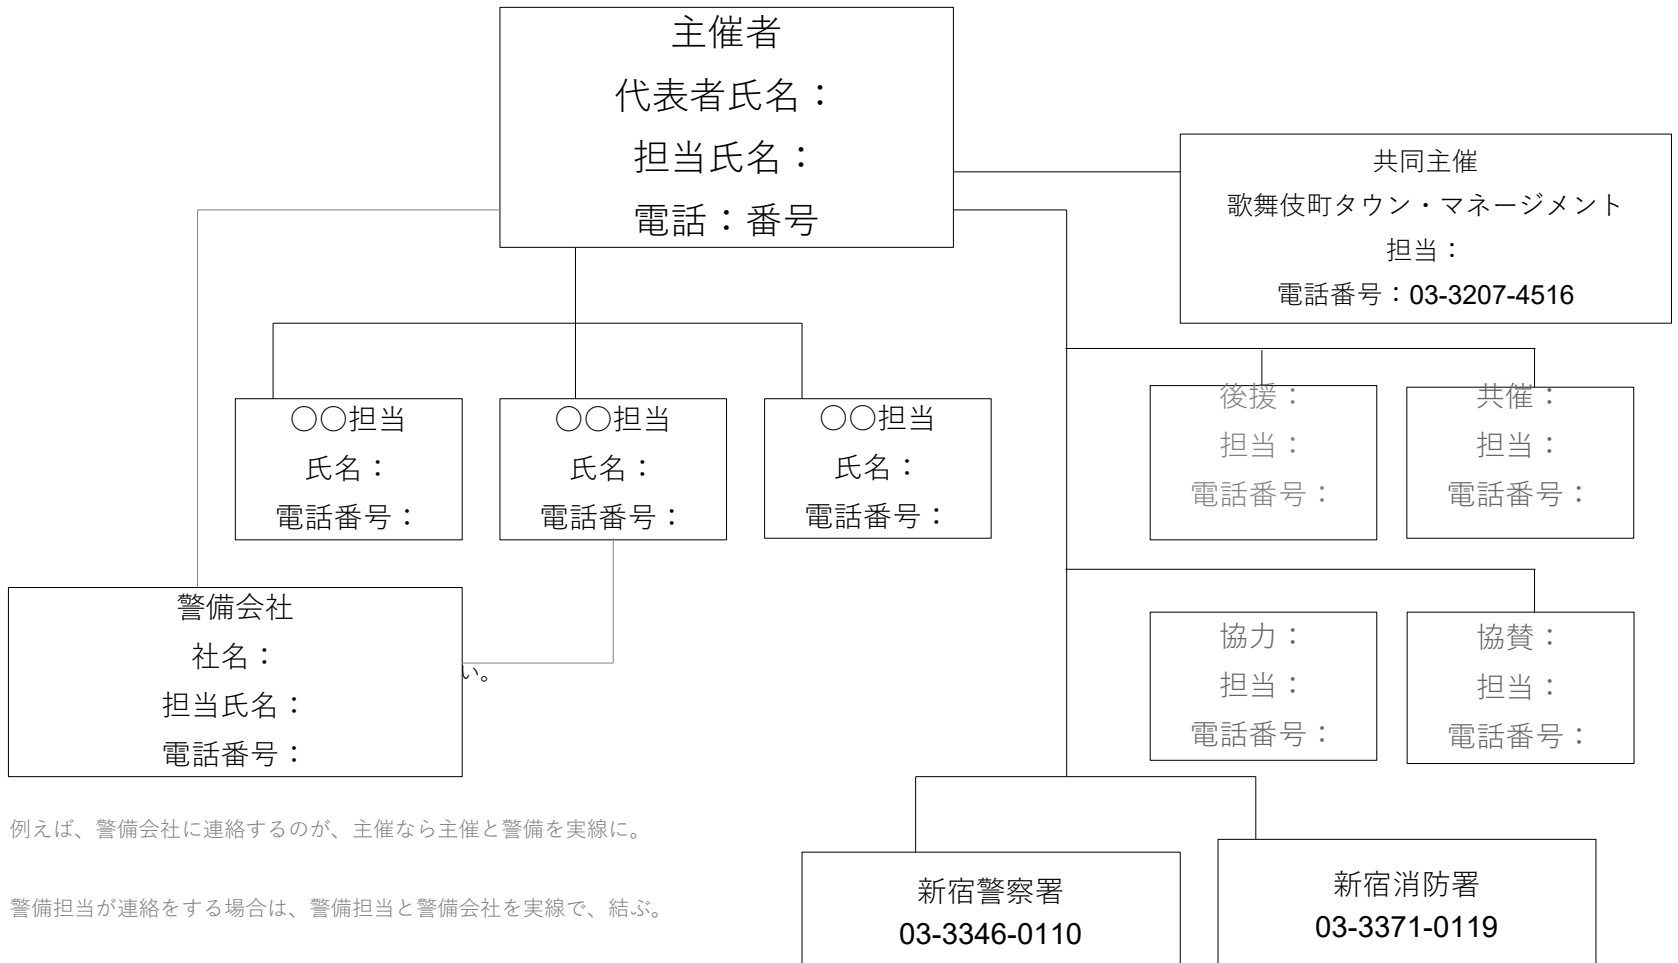 主催者
代表者氏名：
担当氏名：
電話：番号
共同主催
歌舞伎町タウン・マネージメント
担当：
電話番号：03-3207-4516
○○担当
氏名：
電話番号：
○○担当
氏名：
電話番号：
○○担当
氏名：
電話番号：
後援：
担当：
電話番号：
共催：
担当：
電話番号：
警備会社
社名：
担当氏名：
電話番号：
い。
協力：
担当：
電話番号：
協賛：
担当：
電話番号：
例えば、警備会社に連絡するのが、主催なら主催と警備を実線に。
警備担当が連絡をする場合は、警備担当と警備会社を実線で、結ぶ。
新宿警察署
03-3346-0110
新宿消防署
03-3371-0119